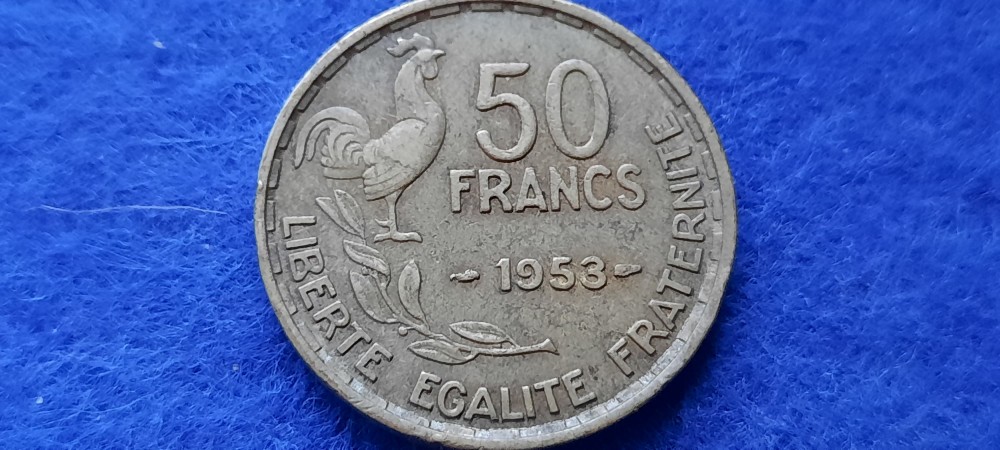 50
FRANCS
- 1953 -
LIBERTE EGALITE FRATERNITE